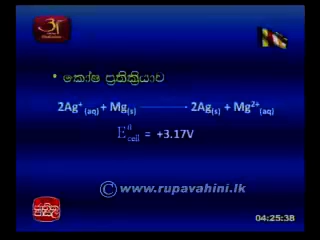 • කෝෂ ප්‍රතික්‍රියාව
2Ag⁺(aq) + Mg(s) → 2Ag(s) + Mg²⁺(aq)
E⁰cell = +3.17V
© www.rupavahini.lk
04:25:38